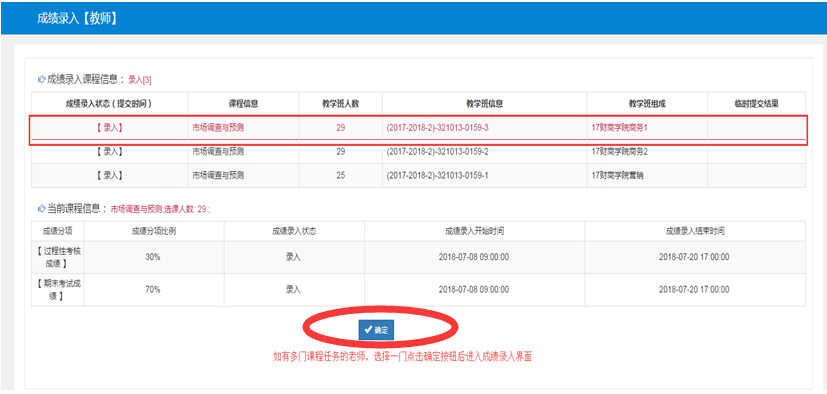 成绩录入【教师】
成绩录入课程信息： 录入[3]
成绩录入状态（提交时间） 课程信息 教学班人数 教学班信息 教学班组成 临时提交结果
【 录入】 市场调查与预测 29 (2017-2018-2)-321013-0159-3 17财商学院商务1
【 录入】 市场调查与预测 29 (2017-2018-2)-321013-0159-2 17财商学院商务2
【 录入】 市场调查与预测 25 (2017-2018-2)-321013-0159-1 17财商学院营销
当前课程信息： 市场调查与预测;选课人数: 29 ;
成绩分项 成绩分项比例 成绩录入状态 成绩录入开始时间 成绩录入结束时间
【 过程性考核
成绩 】 30% 录入 2018-07-08 09:00:00 2018-07-20 17:00:00
【 期末考试成
绩 】 70% 录入 2018-07-08 09:00:00 2018-07-20 17:00:00
确定
如有多门课程任务的老师，选择一门点击确定按钮后进入成绩录入界面